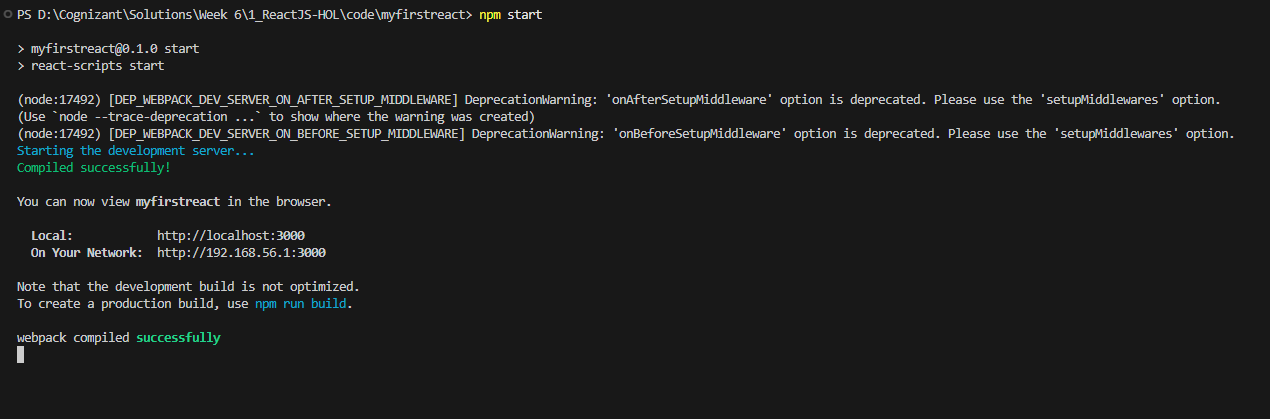 PS D:\Cognizant\Solutions\Week 6\1_ReactJS-HOL\code\myfirstreact> npm start
> myfirstreact@0.1.0 start
> react-scripts start
(node:17492) [DEP_WEBPACK_DEV_SERVER_ON_AFTER_SETUP_MIDDLEWARE] DeprecationWarning: 'onAfterSetupMiddleware' option is deprecated. Please use the 'setupMiddlewares' option.
(Use `node --trace-deprecation ...` to show where the warning was created)
(node:17492) [DEP_WEBPACK_DEV_SERVER_ON_BEFORE_SETUP_MIDDLEWARE] DeprecationWarning: 'onBeforeSetupMiddleware' option is deprecated. Please use the 'setupMiddlewares' option.
Starting the development server...
Compiled successfully!
You can now view myfirstreact in the browser.
Local:            http://localhost:3000
On Your Network:  http://192.168.56.1:3000
Note that the development build is not optimized.
To create a production build, use npm run build.
webpack compiled successfully